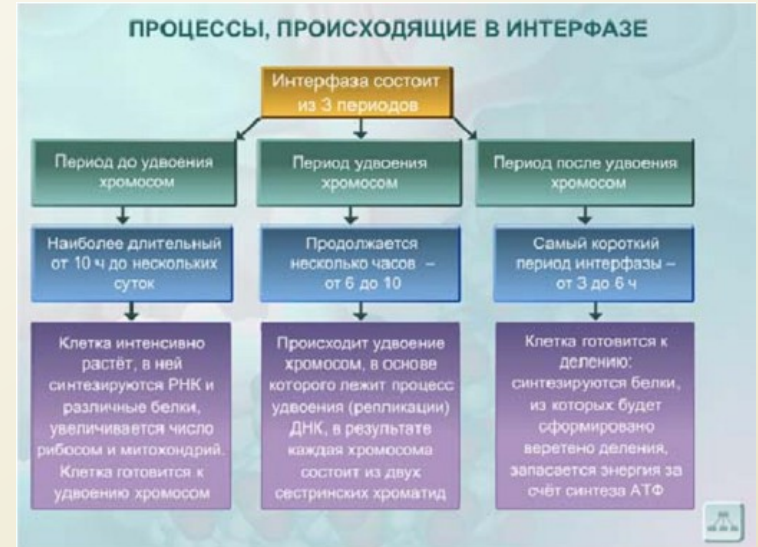 ПРОЦЕССЫ, ПРОИСХОДЯЩИЕ В ИНТЕРФАЗЕ
Интерфаза состоит
из 3 периодов
Период до удвоения
хромосом
Период удвоения
хромосом
Период после удвоения
хромосом
Наиболее длительный
от 10 ч до нескольких
суток
Продолжается
несколько часов –
от 6 до 10
Самый короткий
период интерфазы –
от 3 до 6 ч
Клетка интенсивно
растёт, в ней
синтезируются РНК и
различные белки,
увеличивается число
рибосом и митохондрий.
Клетка готовится к
удвоению хромосом
Происходит удвоение
хромосом, в основе
которого лежит процесс
удвоения (репликации)
ДНК, в результате
каждая хромосома
состоит из двух
сестринских хроматид
Клетка готовится к
делению:
синтезируются белки,
из которых будет
сформировано
веретено деления,
запасается энергия за
счёт синтеза АТФ